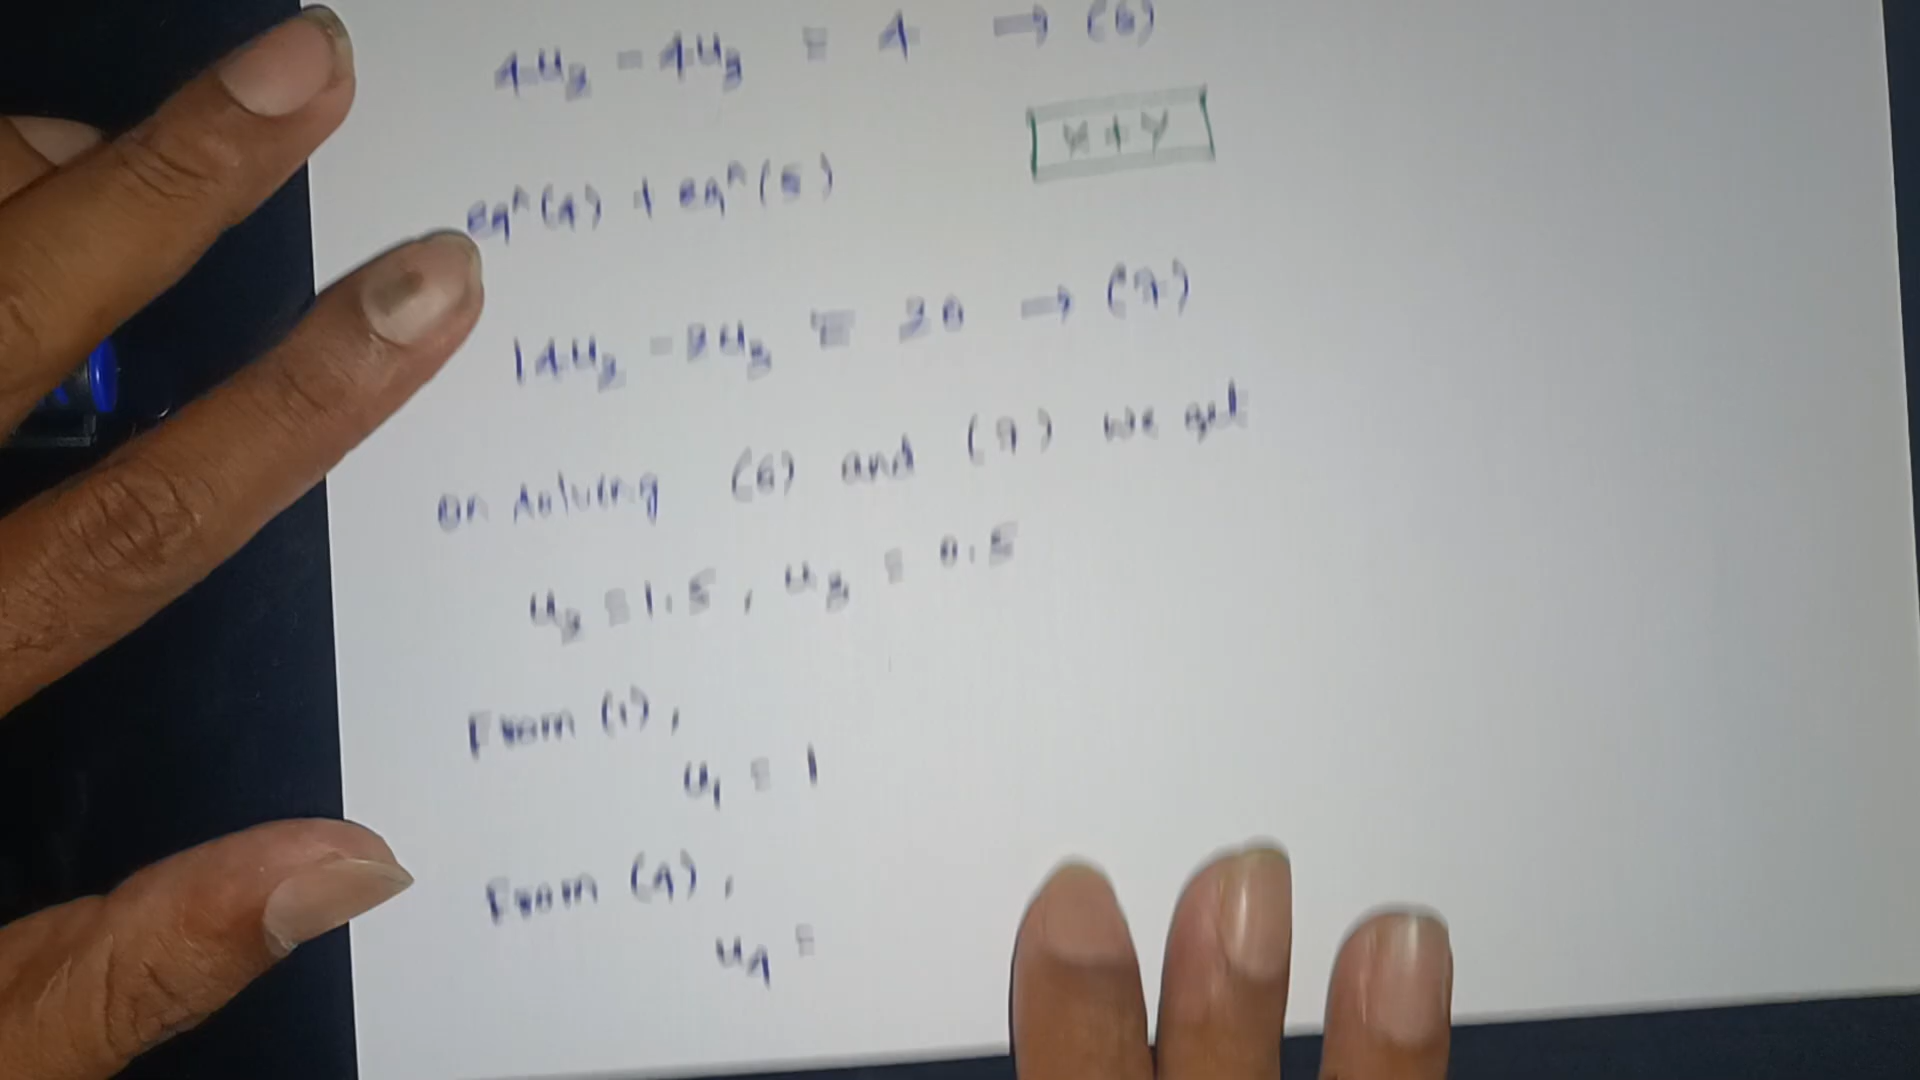 4u₂ - 4u₃ = 4 → (6)
x + y
eqⁿ(4) + eqⁿ(5)
14u₂ - 2u₃ = 20 → (7)
on solving (6) and (7) we get
u₂ = 1.5, u₃ = 0.5
From (1),
u₁ = 1
From (4),
u₄ =